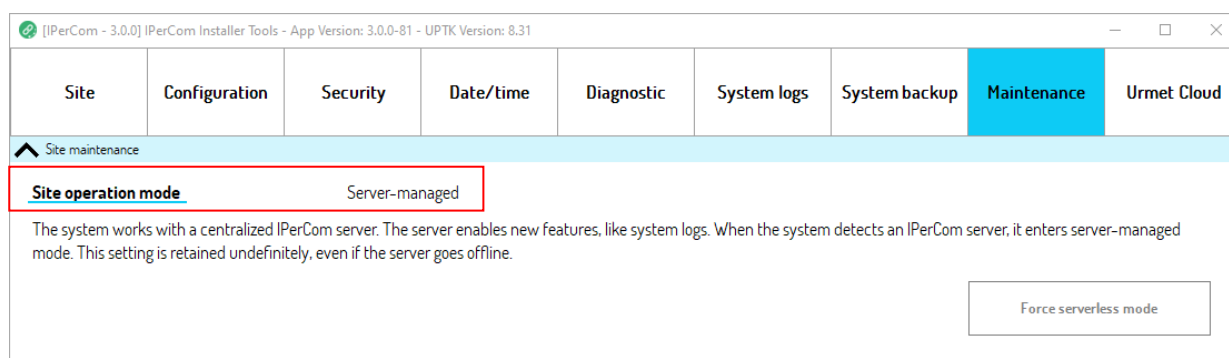 [IPerCom - 3.0.0] IPerCom Installer Tools - App Version: 3.0.0-81 - UPTK Version: 8.31
Site Configuration Security Date/time Diagnostic System logs System backup Maintenance Urmet Cloud
Site maintenance
Site operation mode Server-managed
The system works with a centralized IPerCom server. The server enables new features, like system logs. When the system detects an IPerCom server, it enters server-managed
mode. This setting is retained undefinitely, even if the server goes offline.
Force serverless mode